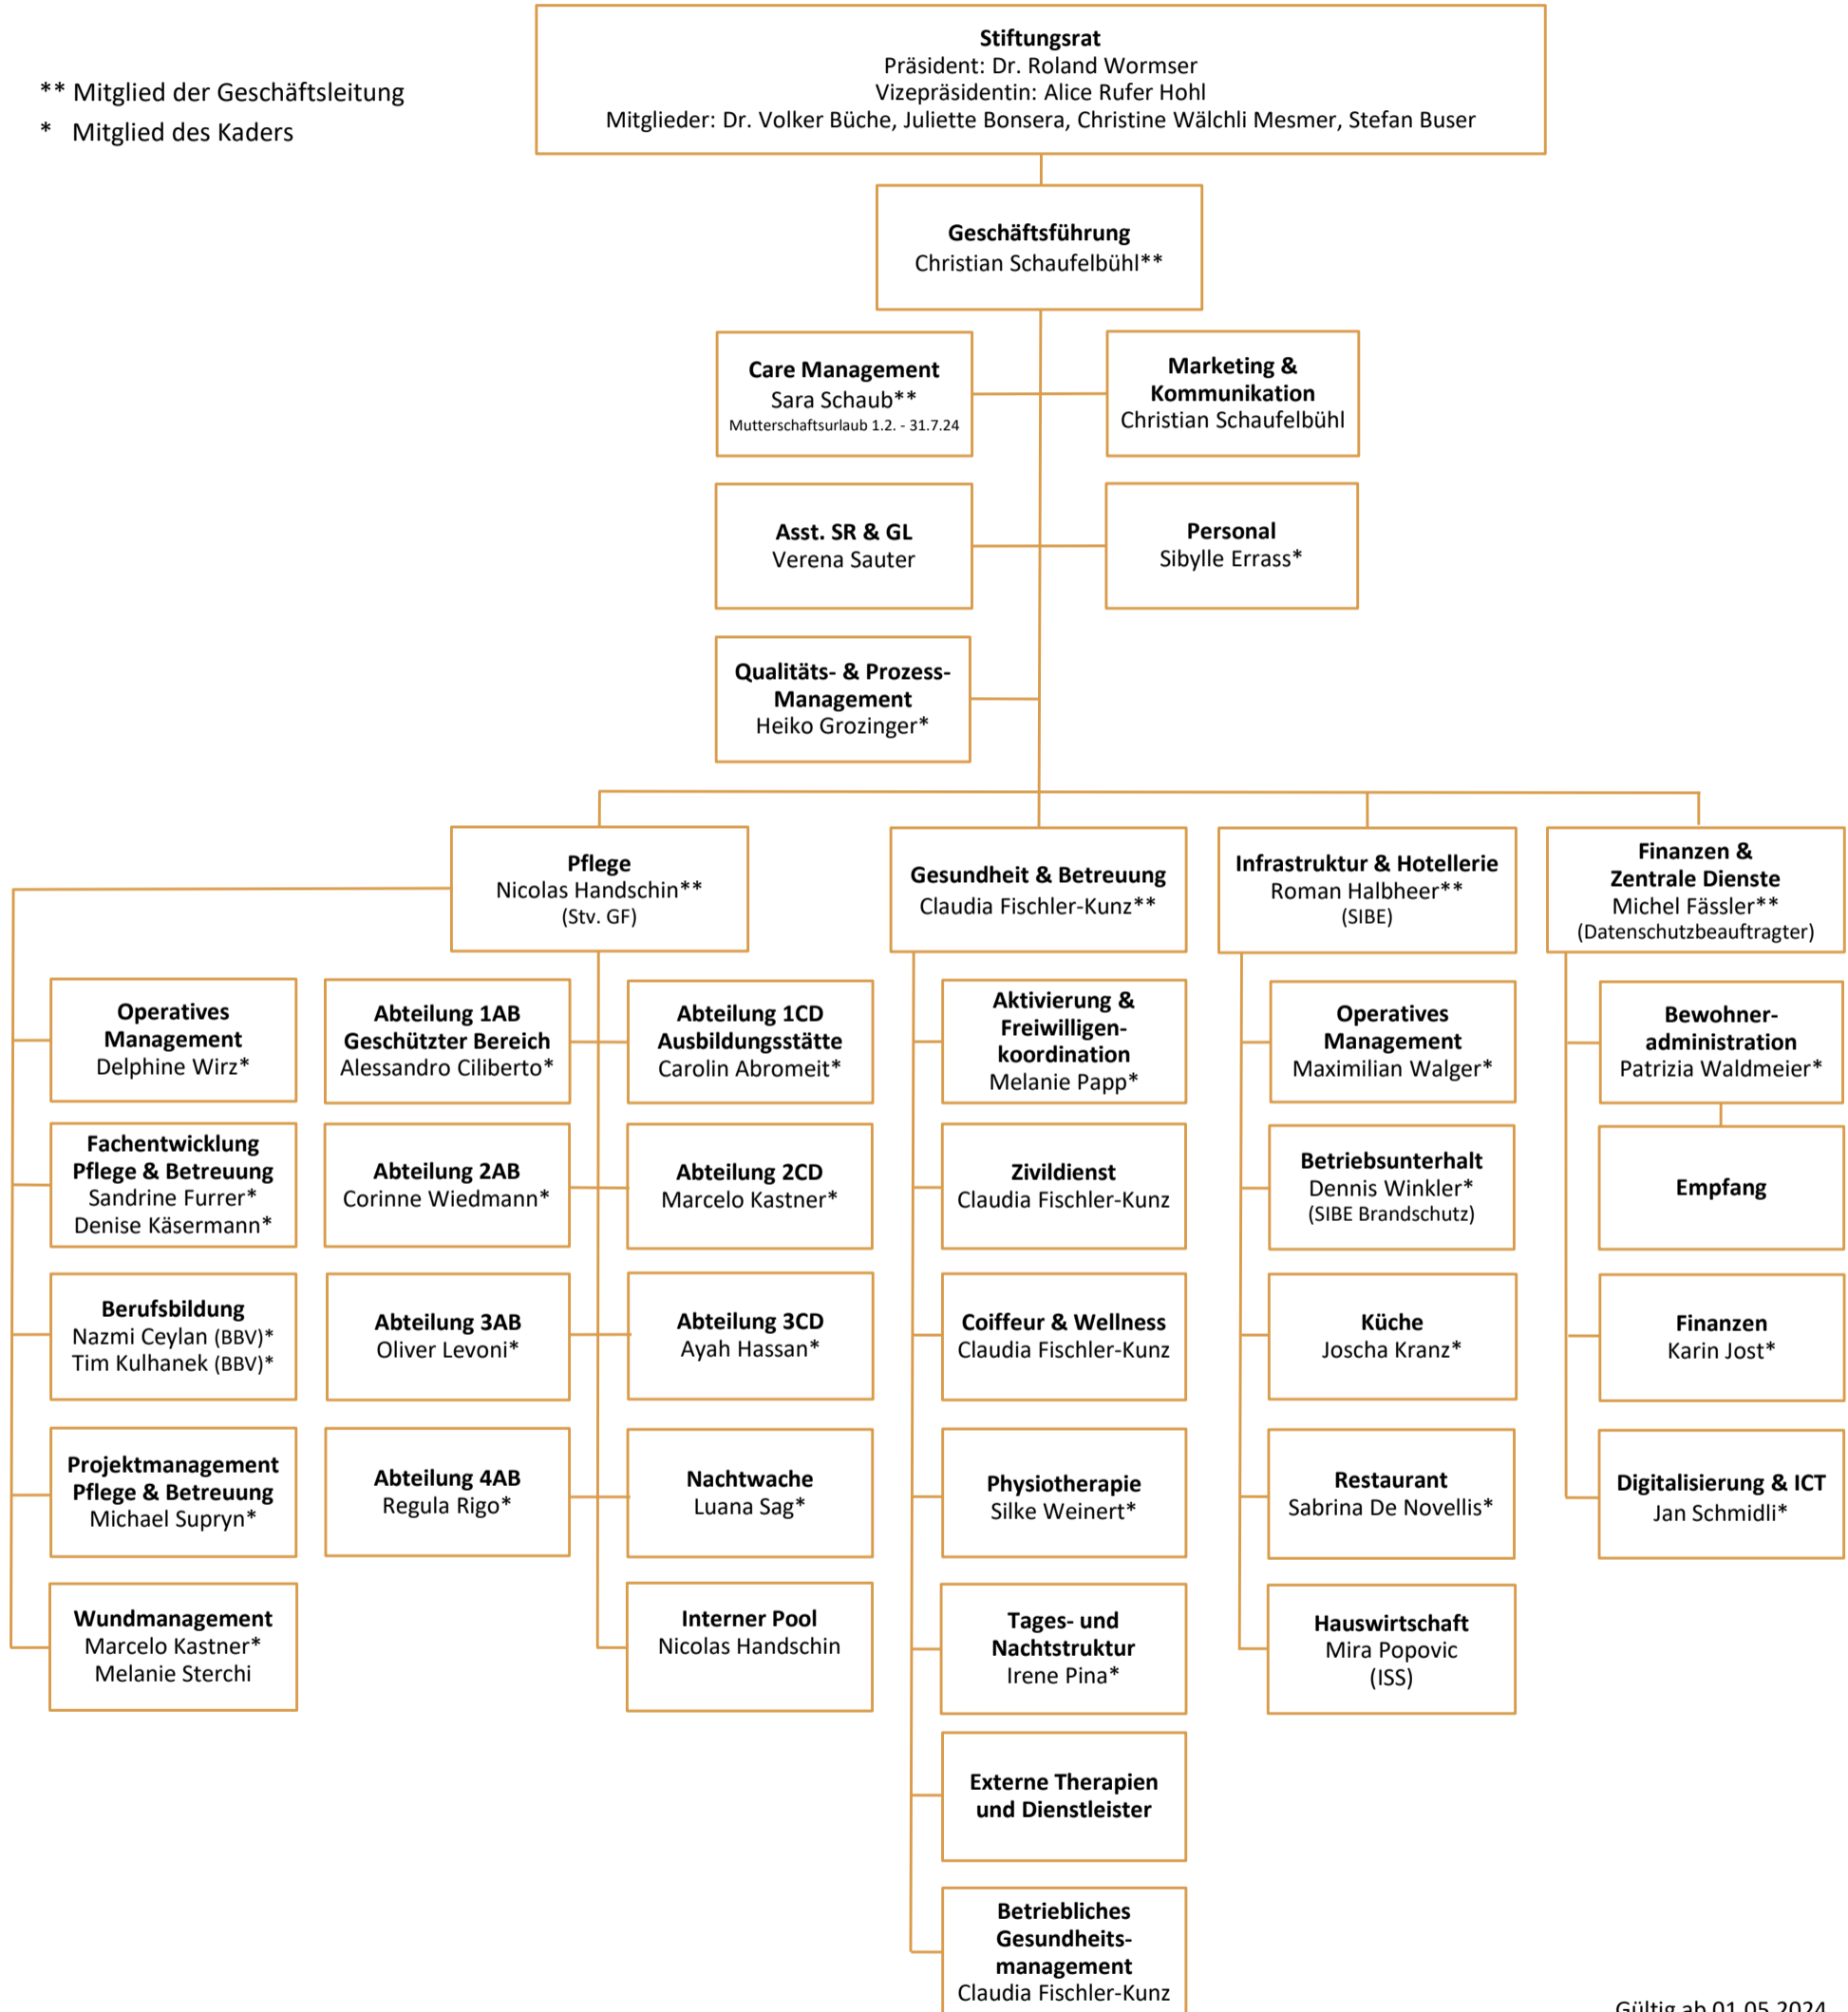 ** Mitglied der Geschäftsleitung
* Mitglied des Kaders
Stiftungsrat
Präsident: Dr. Roland Wormser
Vizepräsidentin: Alice Rufer Hohl
Mitglieder: Dr. Volker Büche, Juliette Bonsera, Christine Wälchli Mesmer, Stefan Buser
Geschäftsführung
Christian Schaufelbühl**
Care Management
Sara Schaub**
Mutterschaftsurlaub 1.2. - 31.7.24
Marketing &
Kommunikation
Christian Schaufelbühl
Asst. SR & GL
Verena Sauter
Personal
Sibylle Errass*
Qualitäts- & Prozess-
Management
Heiko Grozinger*
Pflege
Nicolas Handschin**
(Stv. GF)
Gesundheit & Betreuung
Claudia Fischler-Kunz**
Infrastruktur & Hotellerie
Roman Halbheer**
(SIBE)
Finanzen &
Zentrale Dienste
Michel Fässler**
(Datenschutzbeauftragter)
Operatives
Management
Delphine Wirz*
Fachentwicklung
Pflege & Betreuung
Sandrine Furrer*
Denise Käsermann*
Berufsbildung
Nazmi Ceylan (BBV)*
Tim Kulhanek (BBV)*
Projektmanagement
Pflege & Betreuung
Michael Supryn*
Wundmanagement
Marcelo Kastner*
Melanie Sterchi
Abteilung 1AB
Geschützter Bereich
Alessandro Ciliberto*
Abteilung 2AB
Corinne Wiedmann*
Abteilung 3AB
Oliver Levoni*
Abteilung 4AB
Regula Rigo*
Abteilung 1CD
Ausbildungsstätte
Carolin Abromeit*
Abteilung 2CD
Marcelo Kastner*
Abteilung 3CD
Ayah Hassan*
Nachtwache
Luana Sag*
Interner Pool
Nicolas Handschin
Aktivierung &
Freiwilligen-
koordination
Melanie Papp*
Zivildienst
Claudia Fischler-Kunz
Coiffeur & Wellness
Claudia Fischler-Kunz
Physiotherapie
Silke Weinert*
Tages- und
Nachtstruktur
Irene Pina*
Externe Therapien
und Dienstleister
Betriebliches
Gesundheits-
management
Claudia Fischler-Kunz
Operatives
Management
Maximilian Walger*
Betriebsunterhalt
Dennis Winkler*
(SIBE Brandschutz)
Küche
Joscha Kranz*
Restaurant
Sabrina De Novellis*
Hauswirtschaft
Mira Popovic
(ISS)
Bewohner-
administration
Patrizia Waldmeier*
Empfang
Finanzen
Karin Jost*
Digitalisierung & ICT
Jan Schmidli*
Gültig ab 01.05.2024